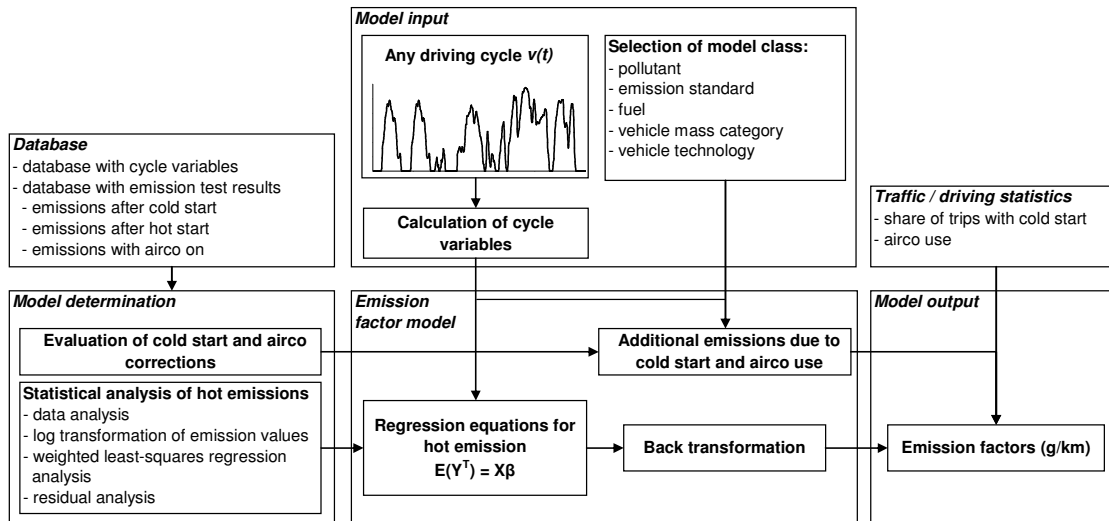 Model input
Any driving cycle v(t)
Selection of model class:
- pollutant
- emission standard
- fuel
- vehicle mass category
- vehicle technology
Calculation of cycle
variables
Database
- database with cycle variables
- database with emission test results
- emissions after cold start
- emissions after hot start
- emissions with airco on
Traffic / driving statistics
- share of trips with cold start
- airco use
Model determination
Evaluation of cold start and airco
corrections
Statistical analysis of hot emissions
- data analysis
- log transformation of emission values
- weighted least-squares regression
analysis
- residual analysis
Emission
factor model
Additional emissions due to
cold start and airco use
Regression equations for
hot emission
E(Y^T) = Xβ
Back transformation
Model output
Emission factors (g/km)